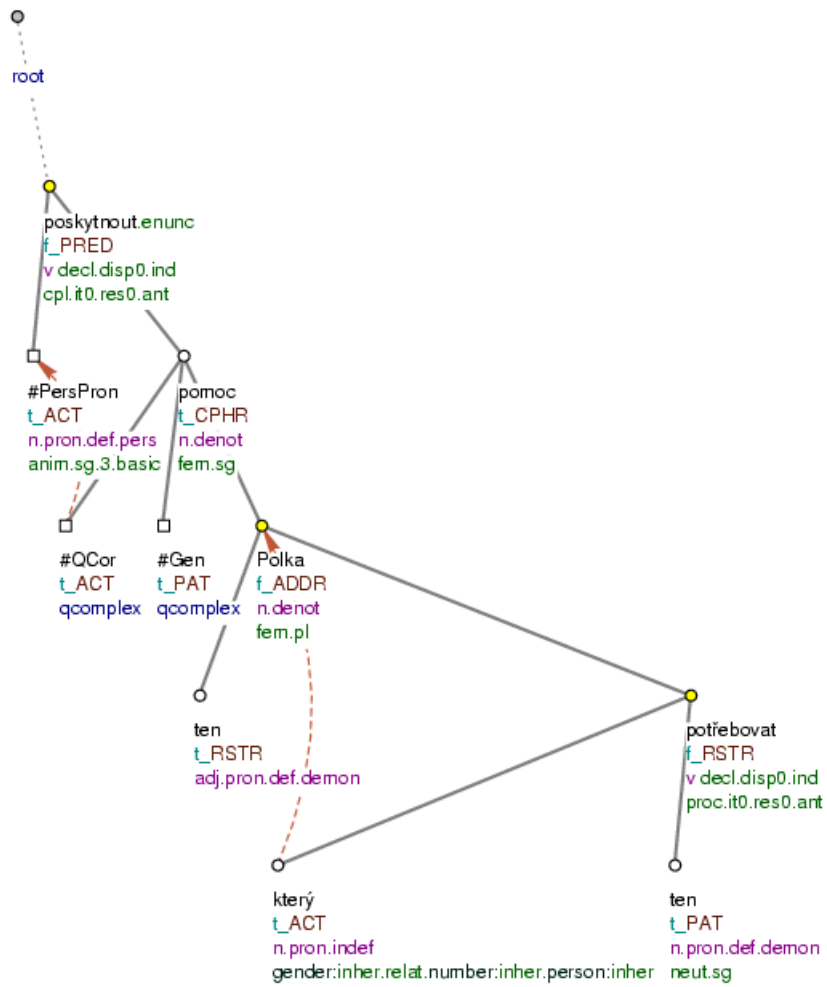 root
poskytnout.enunc
f_PRED
v decl.disp0.ind
cpl.it0.res0.ant
#PersPron
t_ACT
n.pron.def.pers
anim.sg.3.basic
pomoc
t_CPHR
n.denot
fem.sg
#QCor
t_ACT
qcomplex
#Gen
t_PAT
qcomplex
Polka
f_ADDR
n.denot
fem.pl
ten
t_RSTR
adj.pron.def.demon
potřebovat
f_RSTR
v decl.disp0.ind
proc.it0.res0.ant
který
t_ACT
n.pron.indef
gender:inher.relat.number:inher.person:inher
ten
t_PAT
n.pron.def.demon
neut.sg